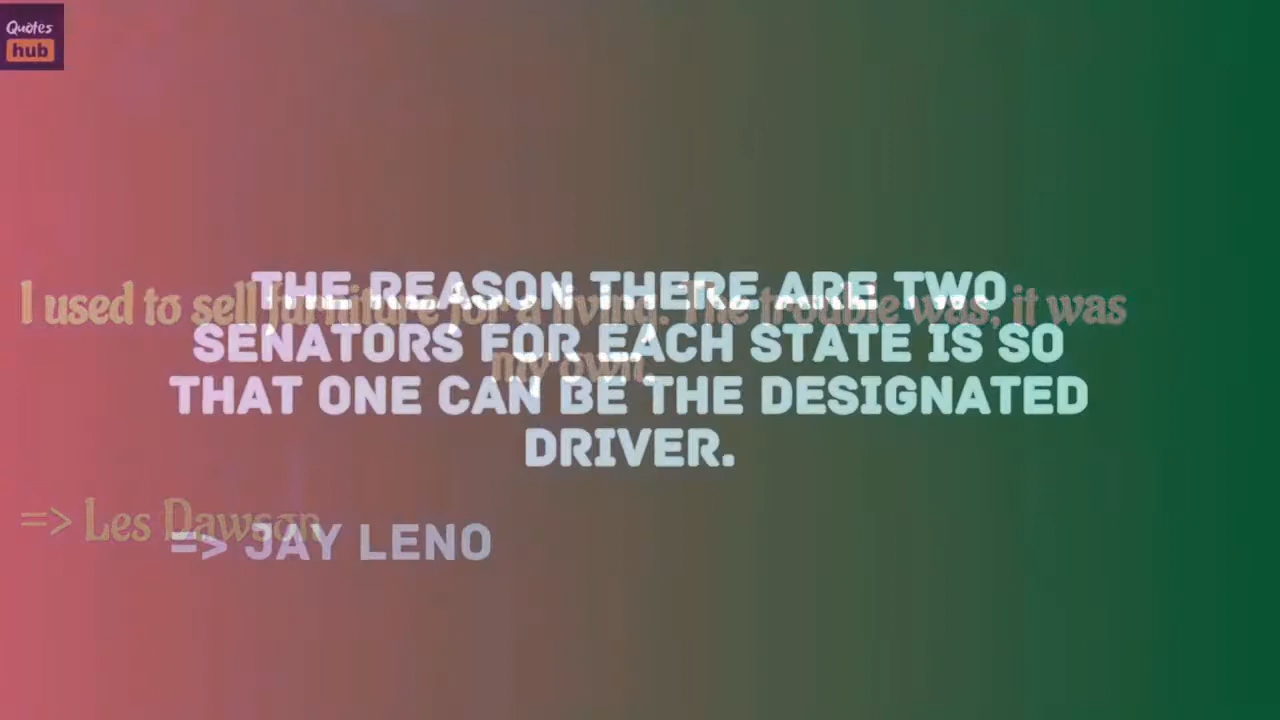 Quotes
hub
THE REASON THERE ARE TWO
SENATORS FOR EACH STATE IS SO
THAT ONE CAN BE THE DESIGNATED
DRIVER.
=> JAY LENO
I used to sell furniture for a living. The trouble was, it was
my own.
=> Les Dawson